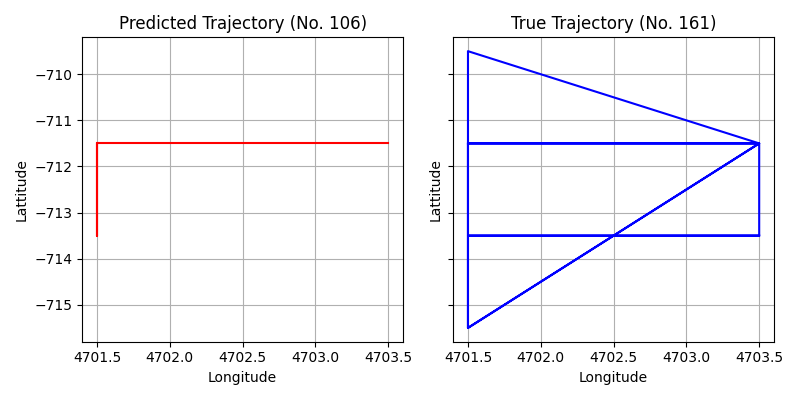 Predicted Trajectory (No. 106)
Lattitude
−710
−711
−712
−713
−714
−715
4701.5 4702.0 4702.5 4703.0 4703.5
Longitude
True Trajectory (No. 161)
Lattitude
4701.5 4702.0 4702.5 4703.0 4703.5
Longitude